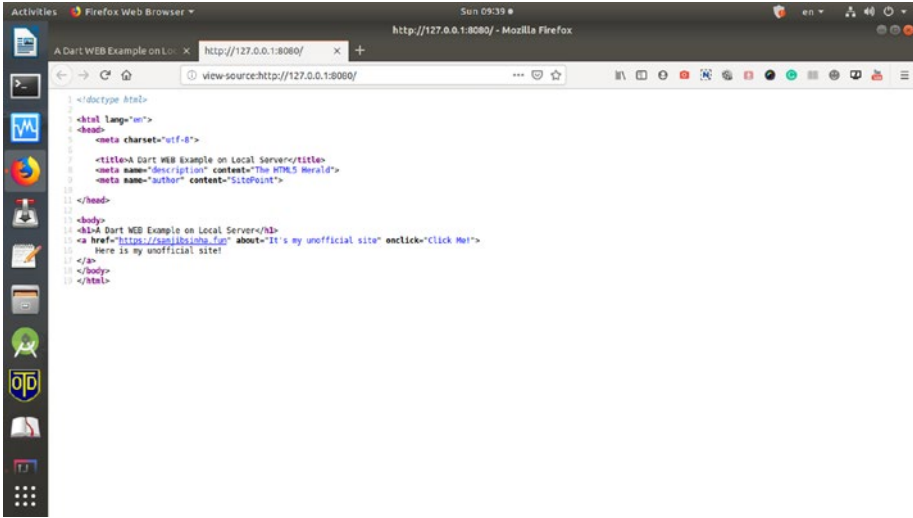 Activities Firefox Web Browser Sun 09:39 en
http://127.0.0.1:8080/ - Mozilla Firefox
A Dart WEB Example on Loc × http://127.0.0.1:8080/ × +
view-source:http://127.0.0.1:8080/
1 <!doctype html>
2
3 <html lang="en">
4 <head>
5 <meta charset="utf-8">
6
7 <title>A Dart WEB Example on Local Server</title>
8 <meta name="description" content="The HTML5 Herald">
9 <meta name="author" content="SitePoint">
10
11 </head>
12
13 <body>
14 <h1>A Dart WEB Example on Local Server</h1>
15 <a href="https://sanjibsinha.fun" about="It's my unofficial site" onclick="Click Me!">
16 Here is my unofficial site!
17 </a>
18 </body>
19 </html>
OTD